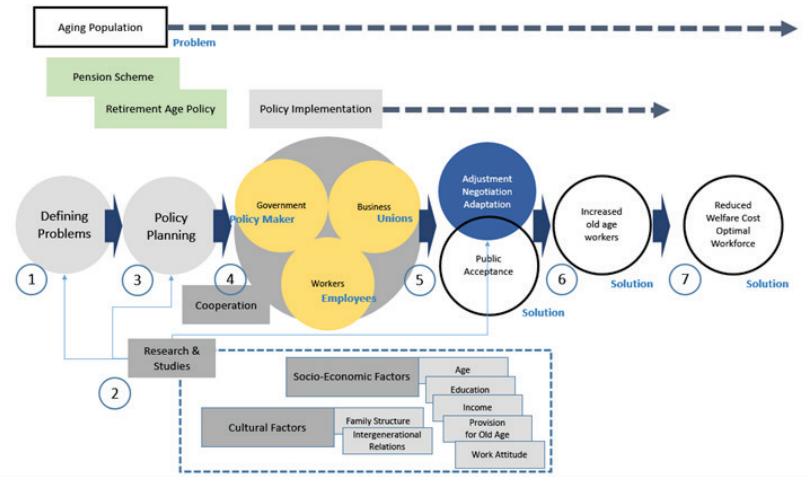 Aging Population
Problem
Pension Scheme
Retirement Age Policy
Policy Implementation
Defining
Problems
Policy
Planning
Government
Policy Maker
Business
Unions
Workers
Employees
Adjustment
Negotiation
Adaptation
Public
Acceptance
Increased
old age
workers
Reduced
Welfare Cost
Optimal
Workforce
1
3
4
5
6
7
Solution
Solution
Solution
Cooperation
Research &
Studies
2
Socio-Economic Factors
Age
Education
Income
Provision
for Old Age
Work Attitude
Cultural Factors
Family Structure
Intergenerational
Relations